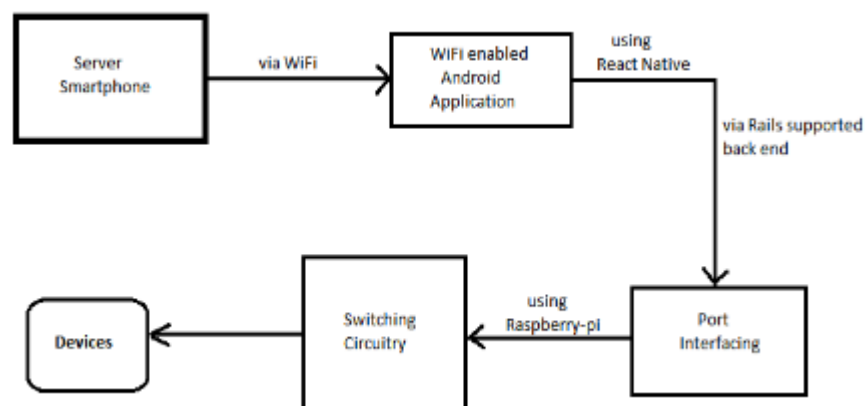 Server
Smartphone
via WiFi
WIFI enabled
Android
Application
using
React Native
via Rails supported
back end
Devices
Switching
Circuitry
using
Raspberry-pi
Port
Interfacing